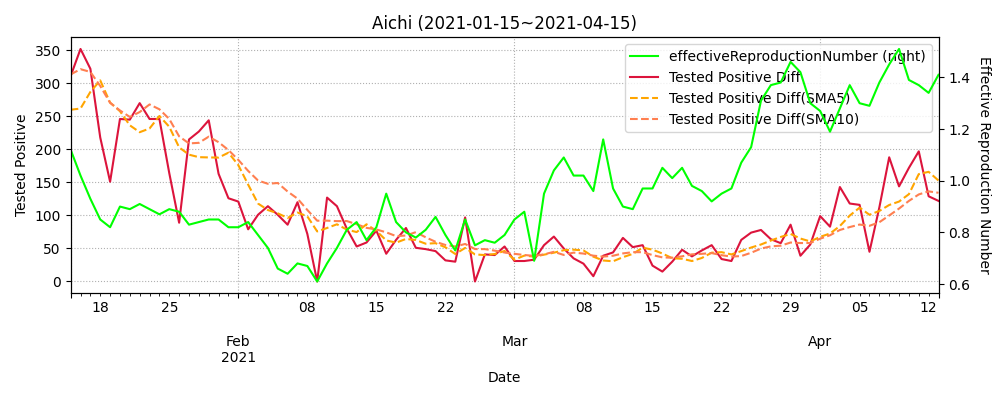 Aichi (2021-01-15~2021-04-15)
effectiveReproductionNumber (right)
Tested Positive Diff
Tested Positive Diff(SMA5)
Tested Positive Diff(SMA10)
Tested Positive
350
300
250
200
150
100
50
0
Effective Reproduction Number
1.4
1.2
1.0
0.8
0.6
18 25 08 15 22 08 15 22 29 05 12
Feb Mar Apr
2021
Date